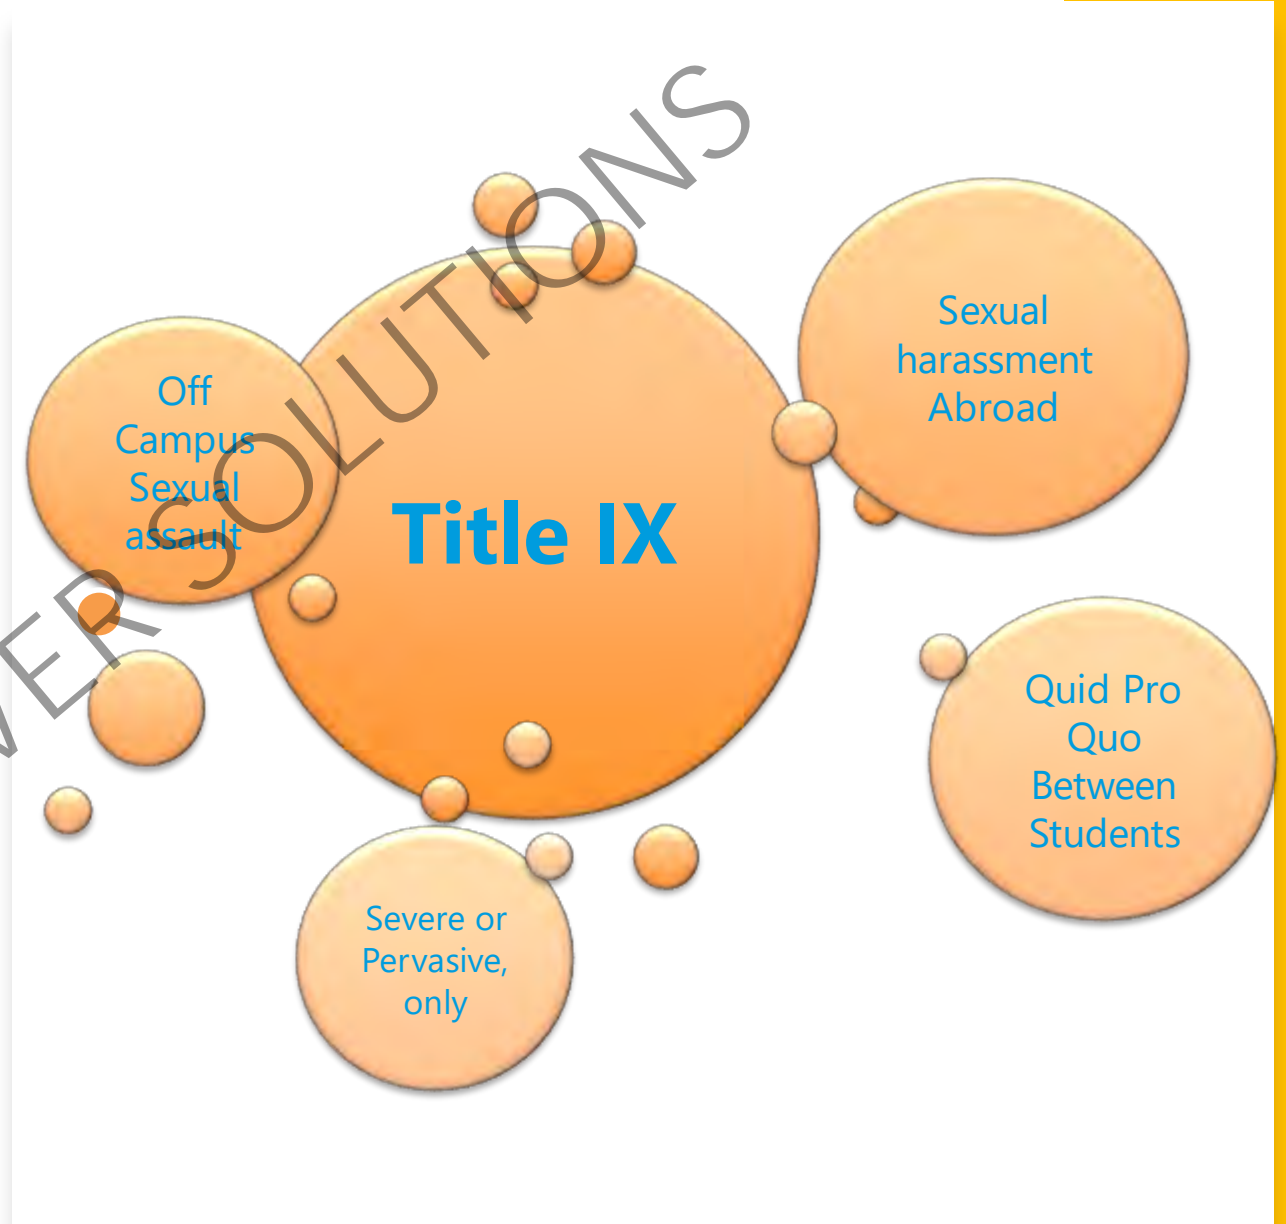 Off
Campus
Sexual
assault
Title IX
Sexual
harassment
Abroad
Quid Pro
Quo
Between
Students
Severe or
Pervasive,
only
VER SOLUTIONS